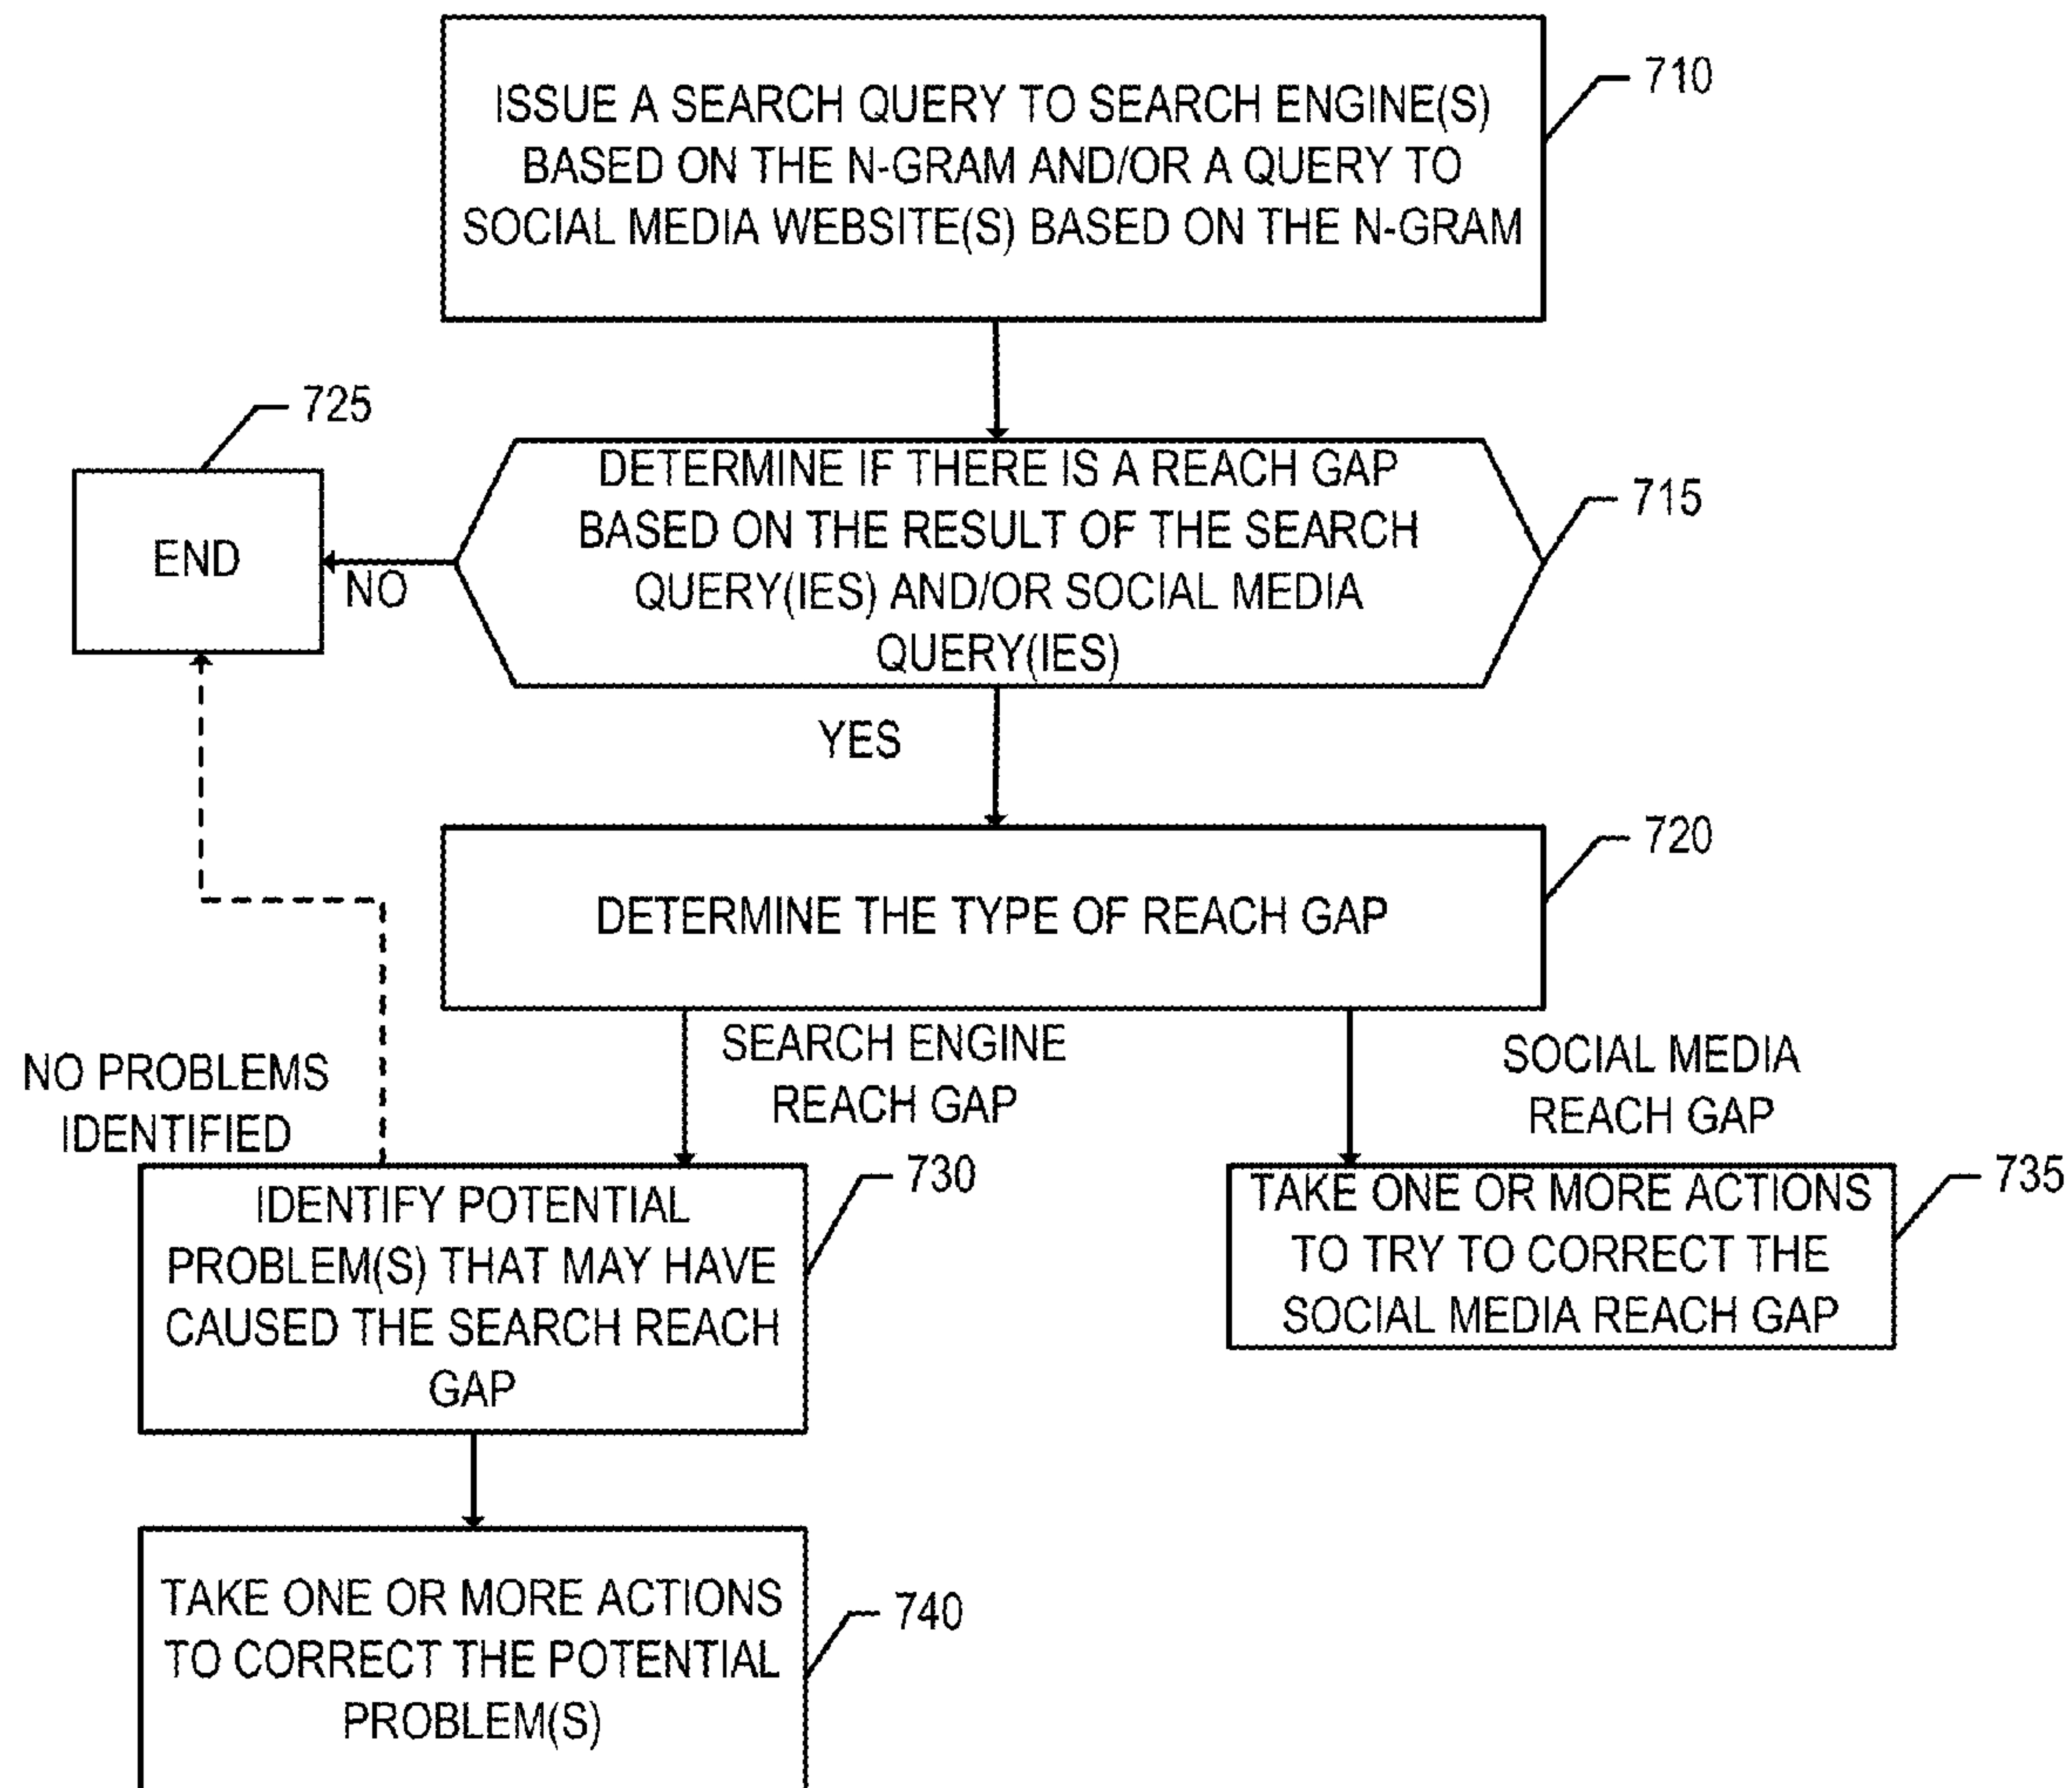 ISSUE A SEARCH QUERY TO SEARCH ENGINE(S)
BASED ON THE N-GRAM AND/OR A QUERY TO
SOCIAL MEDIA WEBSITE(S) BASED ON THE N-GRAM
710
725
END
NO
DETERMINE IF THERE IS A REACH GAP
BASED ON THE RESULT OF THE SEARCH
QUERY(IES) AND/OR SOCIAL MEDIA
QUERY(IES)
715
YES
720
DETERMINE THE TYPE OF REACH GAP
NO PROBLEMS
IDENTIFIED
SEARCH ENGINE
REACH GAP
SOCIAL MEDIA
REACH GAP
730
IDENTIFY POTENTIAL
PROBLEM(S) THAT MAY HAVE
CAUSED THE SEARCH REACH
GAP
735
TAKE ONE OR MORE ACTIONS
TO TRY TO CORRECT THE
SOCIAL MEDIA REACH GAP
TAKE ONE OR MORE ACTIONS
TO CORRECT THE POTENTIAL
PROBLEM(S)
740